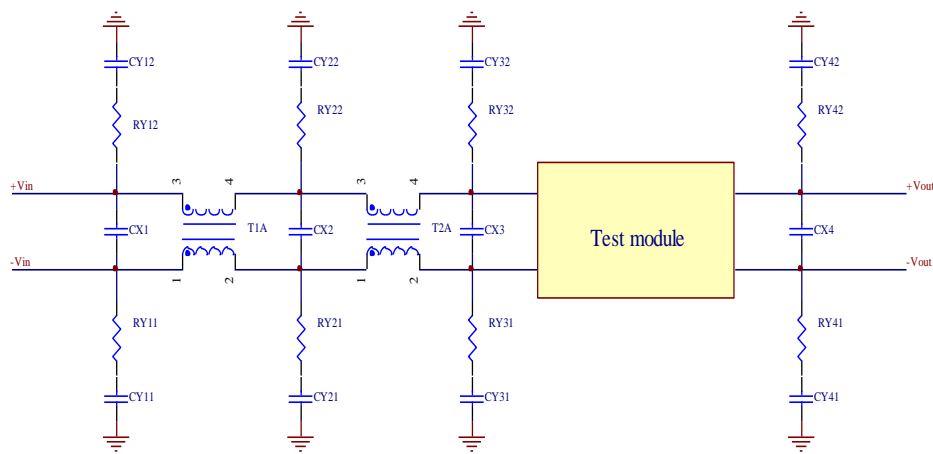 CY12 CY22 CY32 CY42
RY12 RY22 RY32 RY42
3 4 3 4
+Vin +Vout
CX1 T1A CX2 T2A CX3 Test module CX4
-Vin -Vout
1 2 1 2
RY11 RY21 RY31 RY41
CY11 CY21 CY31 CY41